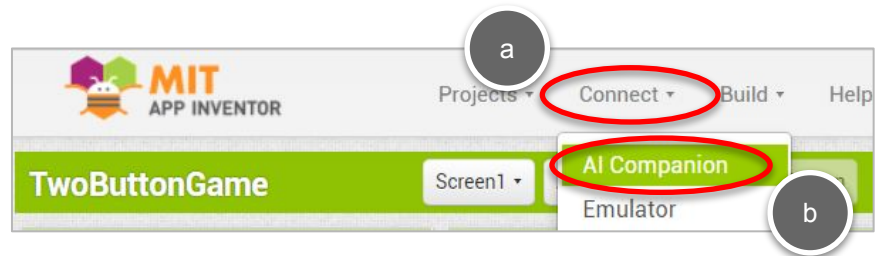 a
MIT
APP INVENTOR
Projects Connect Build Help
TwoButtonGame
Screen1
AI Companion
Emulator
b